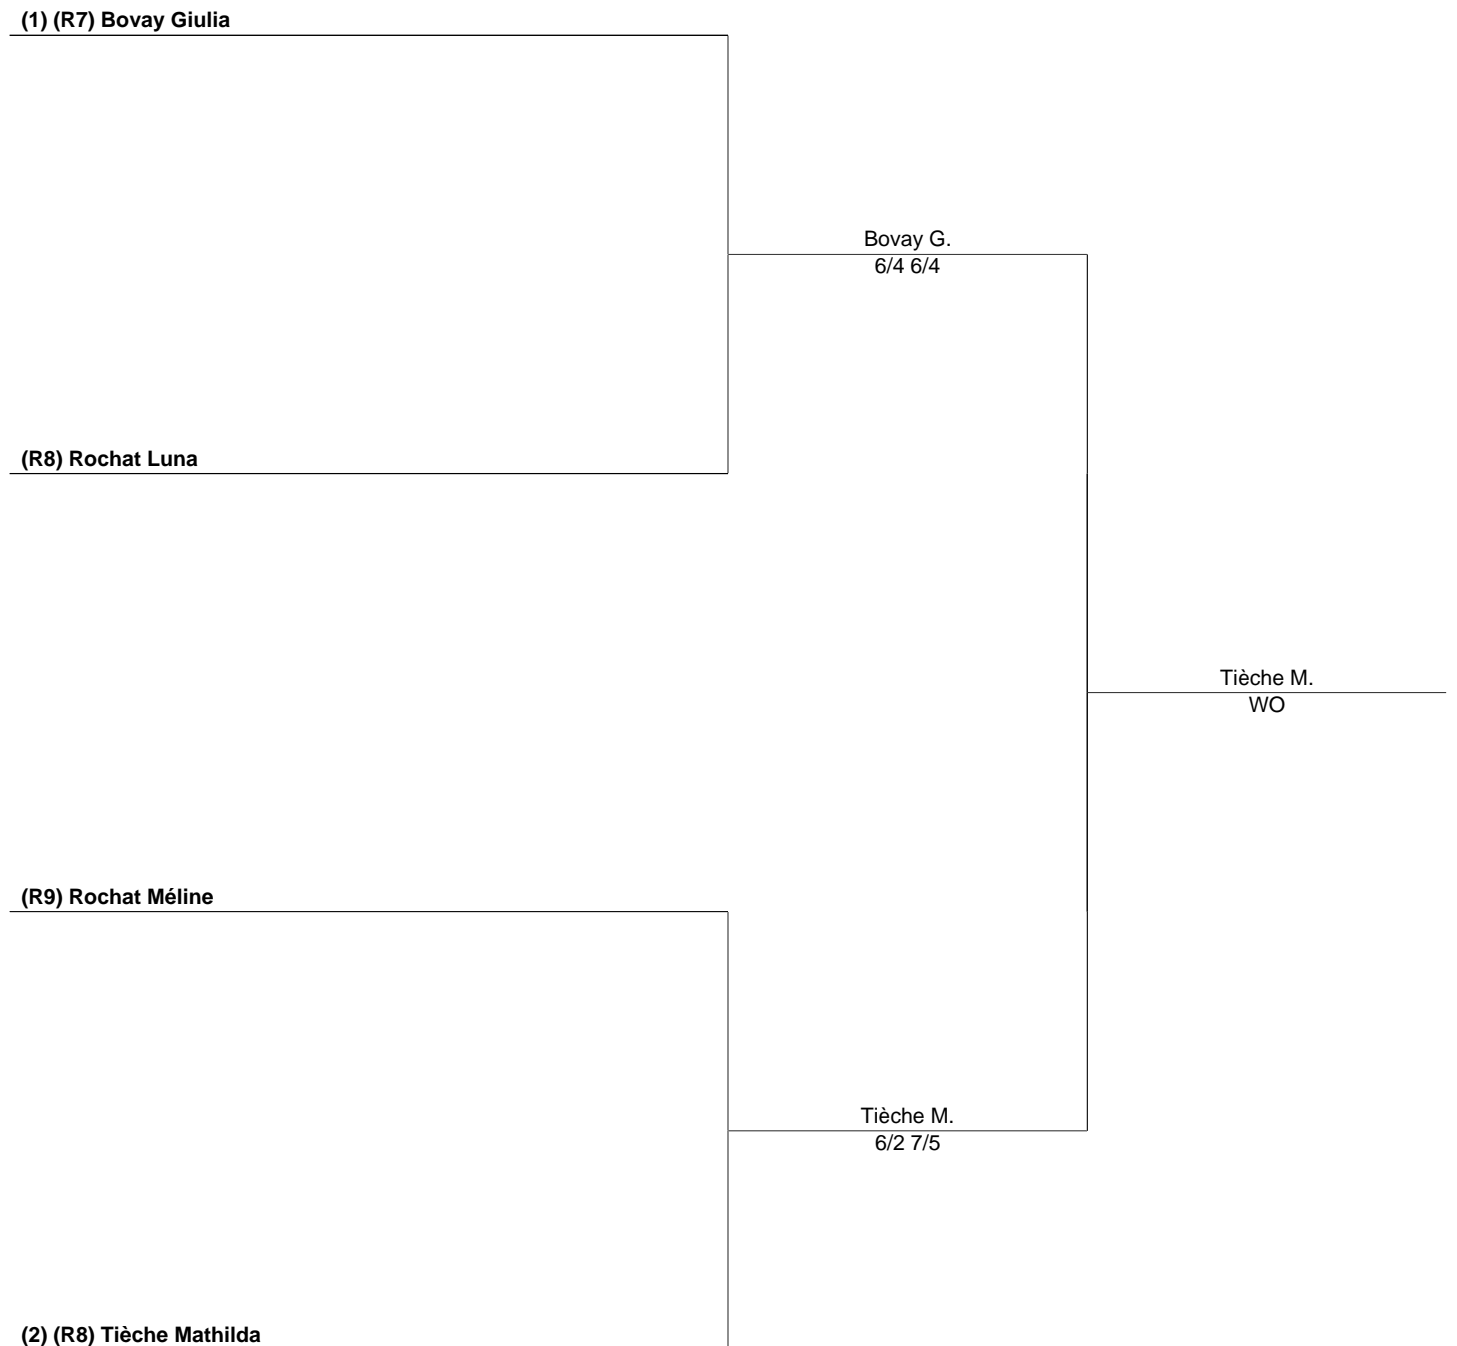 (1) (R7) Bovay Giulia
Bovay G.
6/4 6/4
(R8) Rochat Luna
Tièche M.
WO
(R9) Rochat Méline
Tièche M.
6/2 7/5
(2) (R8) Tièche Mathilda